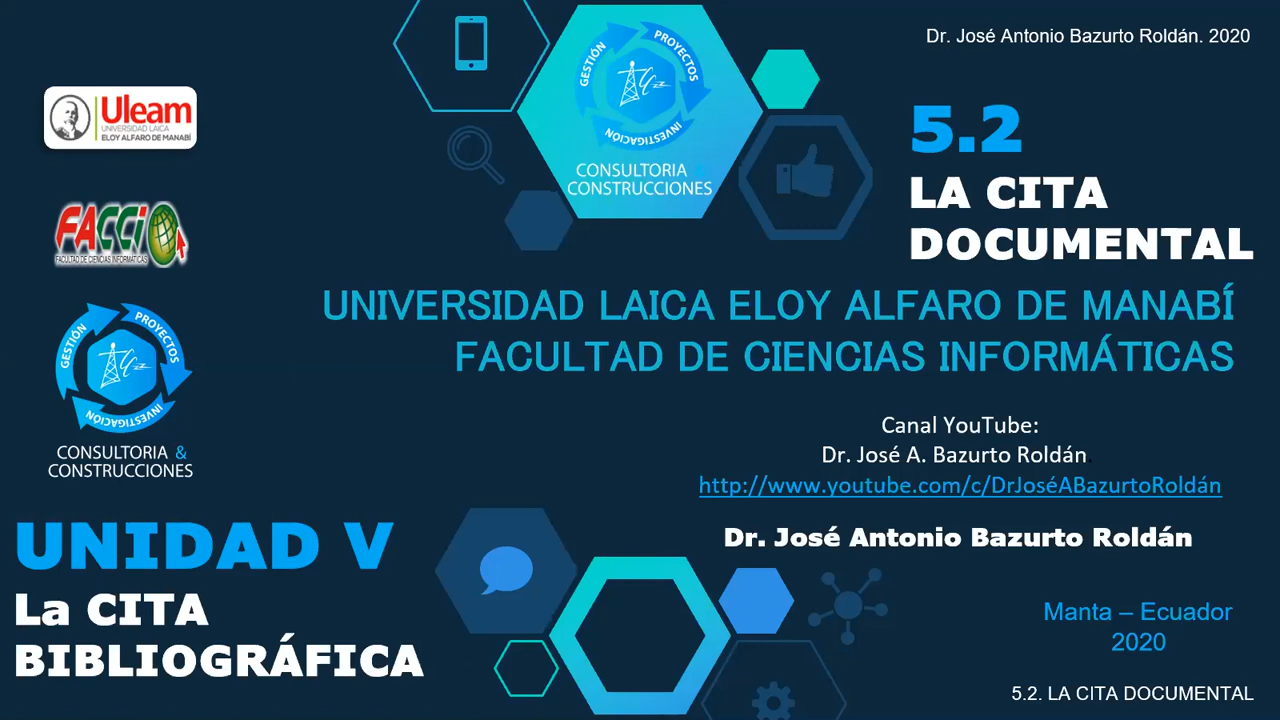 Dr. José Antonio Bazurto Roldán. 2020
Uleam
UNIVERSIDAD LAICA
ELOY ALFARO DE MANABÍ
FACCI
FACULTAD DE CIENCIAS INFORMÁTICAS
GESTIÓN
PROYECTOS
INVESTIGACIÓN
CONSULTORIA &
CONSTRUCCIONES
5.2
LA CITA
DOCUMENTAL
UNIVERSIDAD LAICA ELOY ALFARO DE MANABÍ
FACULTAD DE CIENCIAS INFORMÁTICAS
GESTIÓN
PROYECTOS
INVESTIGACIÓN
CONSULTORIA &
CONSTRUCCIONES
Canal YouTube:
Dr. José A. Bazurto Roldán
http://www.youtube.com/c/DrJoséABazurtoRoldán
Dr. José Antonio Bazurto Roldán
UNIDAD V
La CITA
BIBLIOGRÁFICA
Manta – Ecuador
2020
5.2. LA CITA DOCUMENTAL